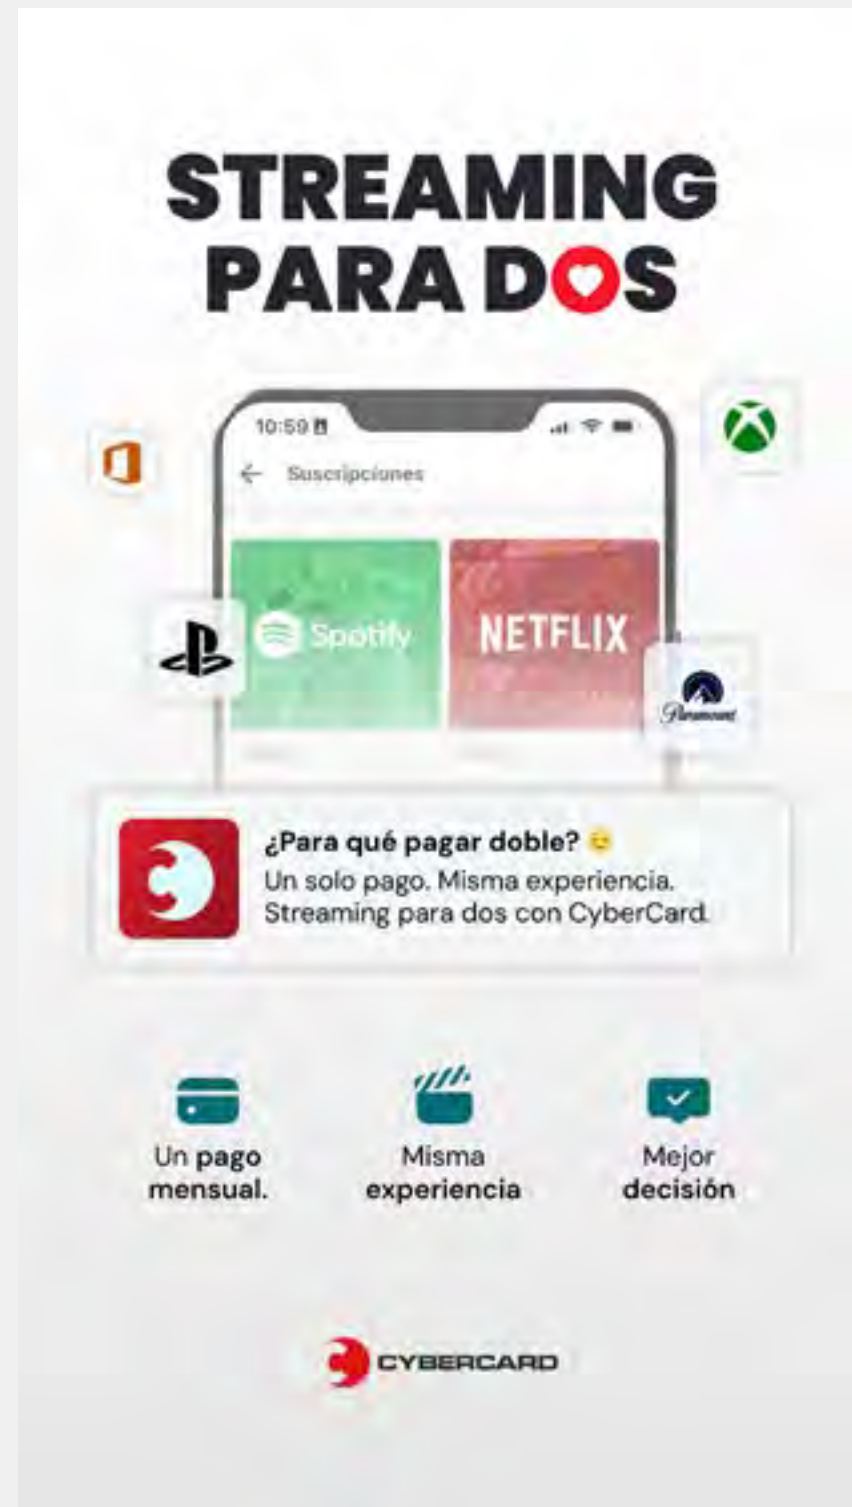 STREAMING
PARA DOS
10:59
Suscripciones
Spotify
NETFLIX
Paramount
¿Para qué pagar doble? 😏
Un solo pago. Misma experiencia.
Streaming para dos con CyberCard.
Un pago
mensual.
Misma
experiencia
Mejor
decisión
CYBERCARD